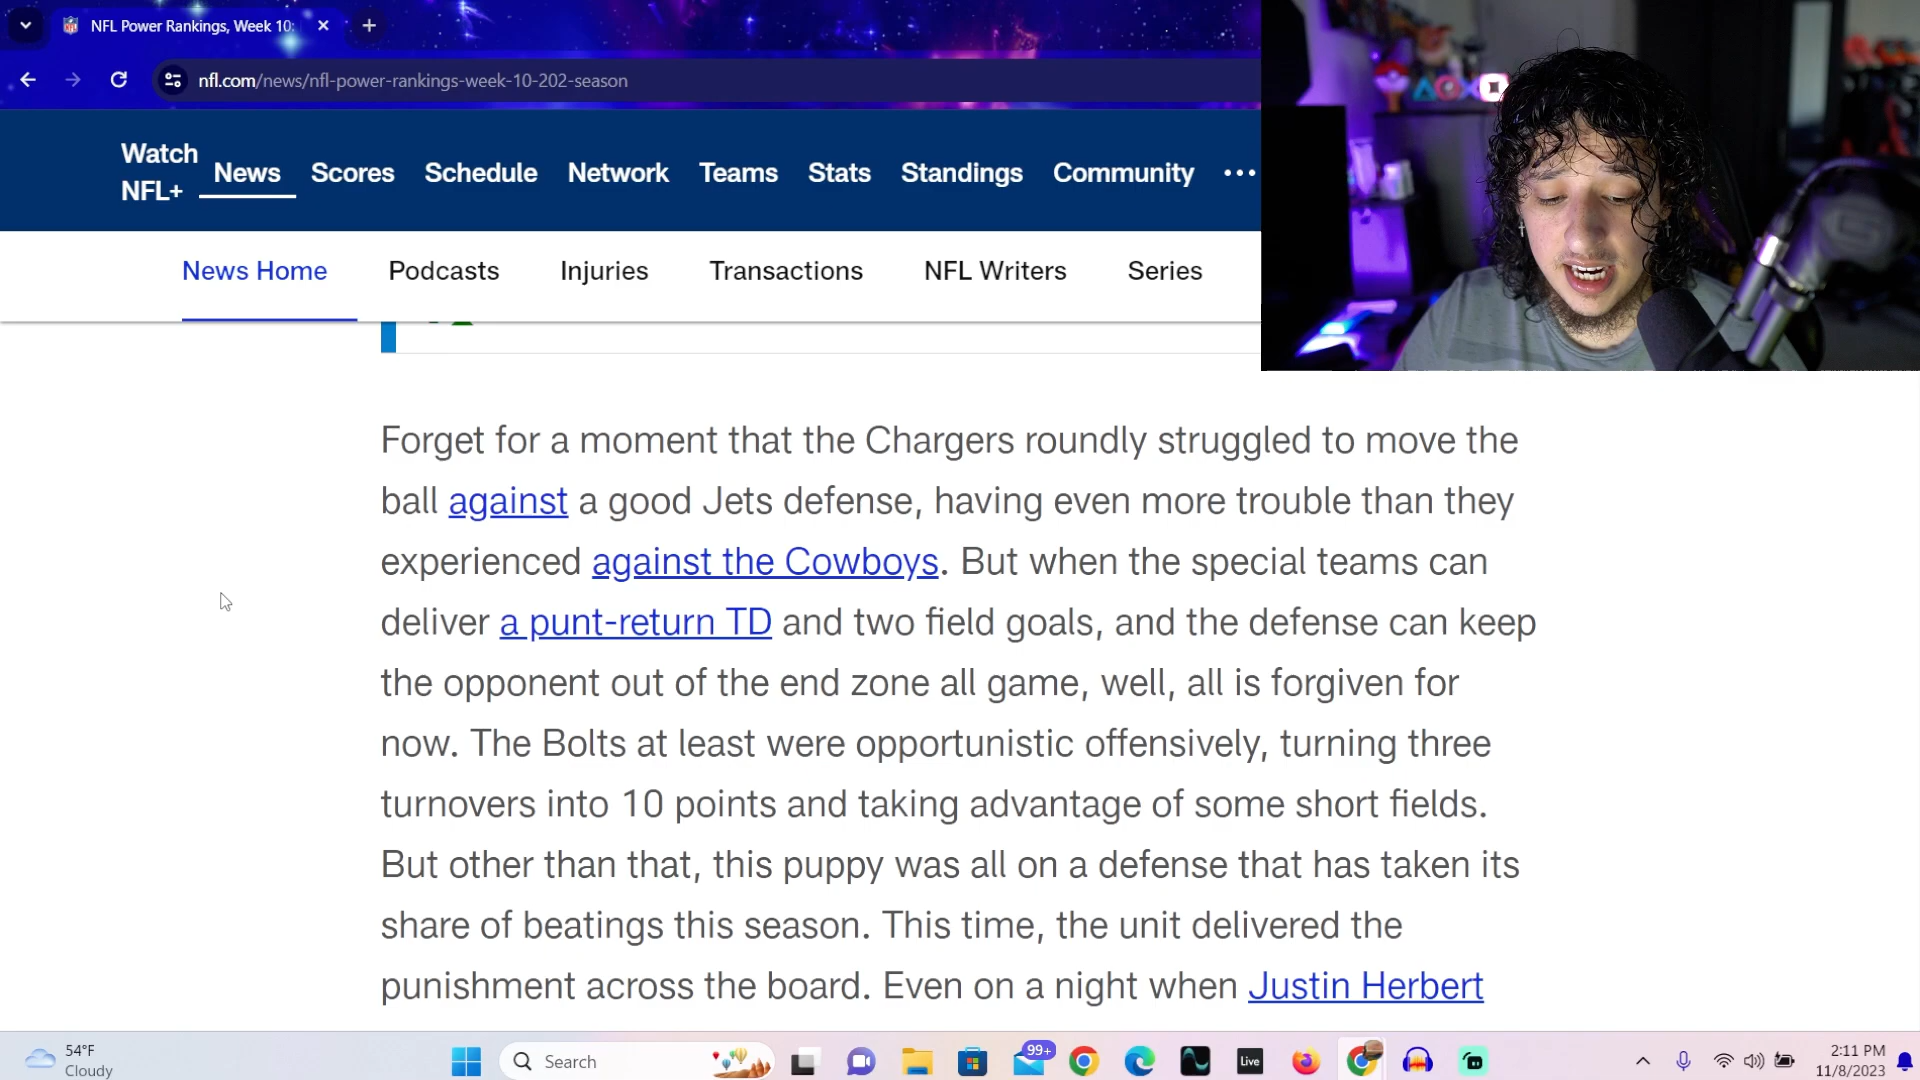 NFL Power Rankings, Week 10:
nfl.com/news/nfl-power-rankings-week-10-202-season
Watch NFL+ News Scores Schedule Network Teams Stats Standings Community
News Home Podcasts Injuries Transactions NFL Writers Series
Forget for a moment that the Chargers roundly struggled to move the
ball against a good Jets defense, having even more trouble than they
experienced against the Cowboys. But when the special teams can
deliver a punt-return TD and two field goals, and the defense can keep
the opponent out of the end zone all game, well, all is forgiven for
now. The Bolts at least were opportunistic offensively, turning three
turnovers into 10 points and taking advantage of some short fields.
But other than that, this puppy was all on a defense that has taken its
share of beatings this season. This time, the unit delivered the
punishment across the board. Even on a night when Justin Herbert
54°F
Cloudy
Search
99+
Live
2:11 PM
11/8/2023